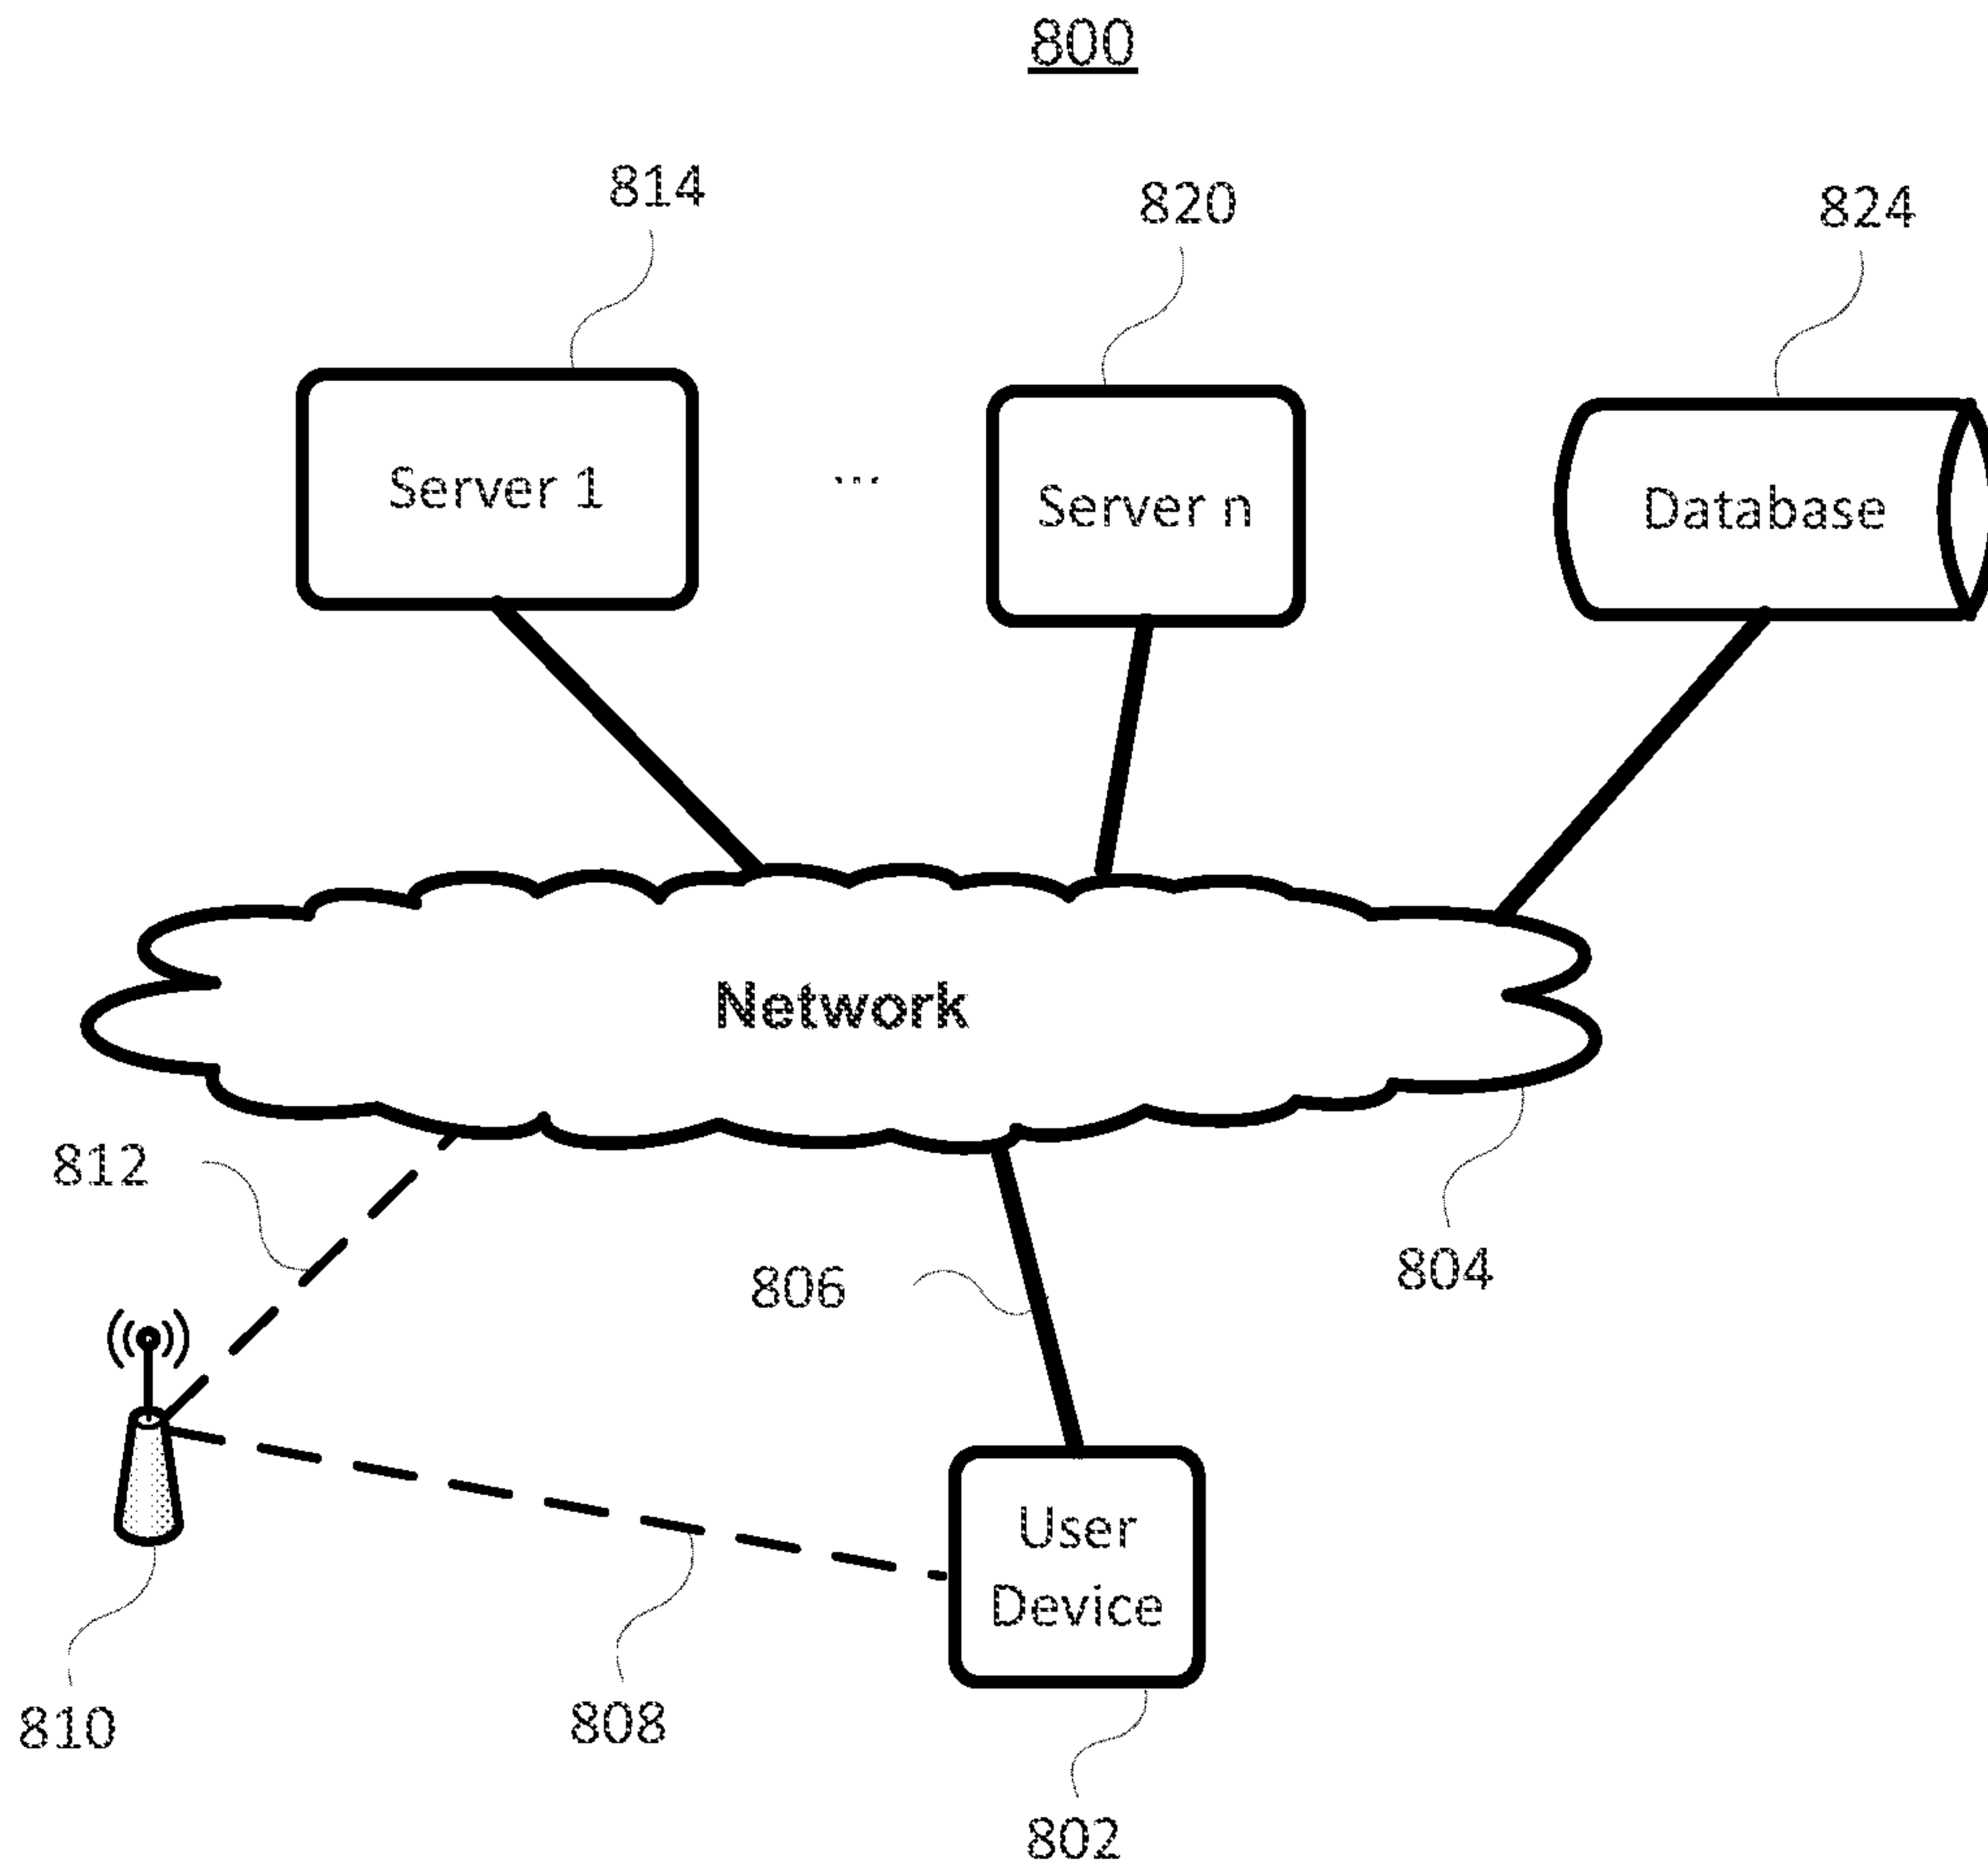 800
814
820
824
Server 1
...
Server n
Database
Network
812
806
804
User
Device
810
808
802